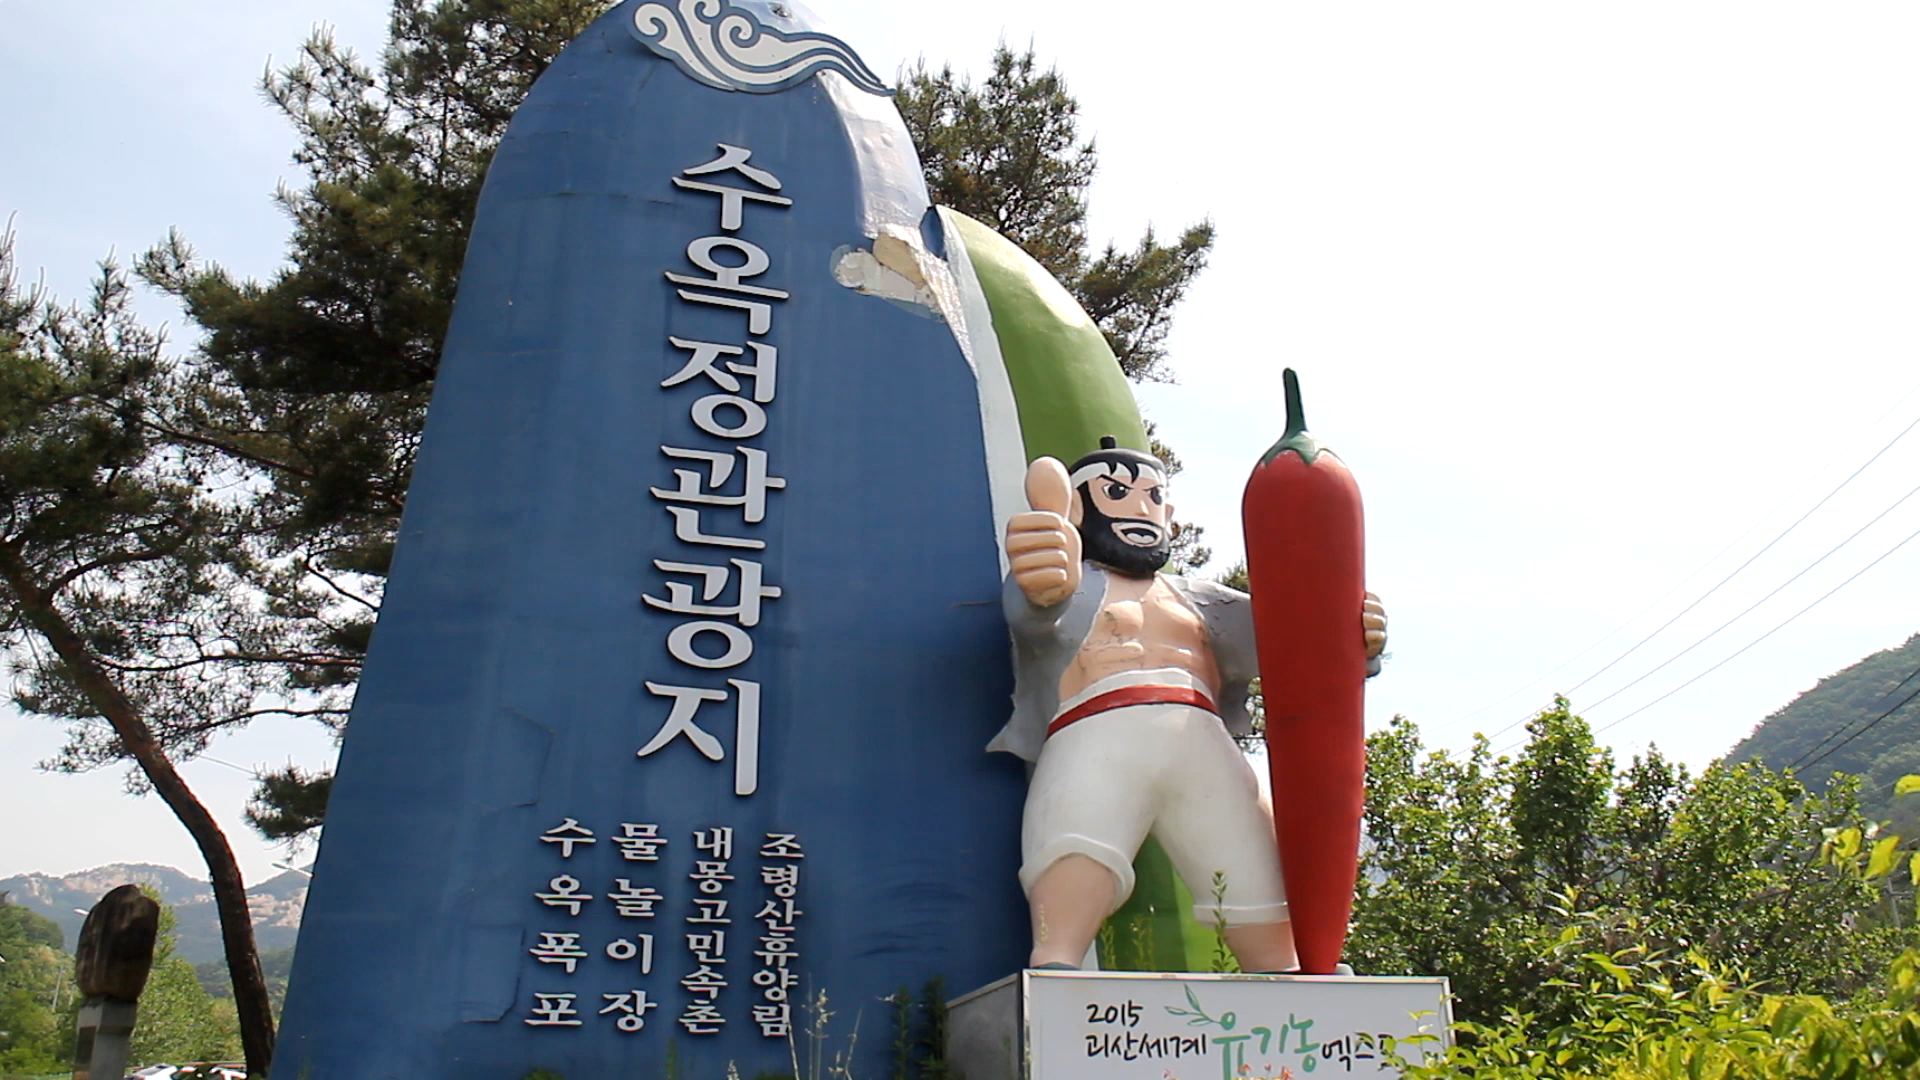 수옥정관광지
수옥폭포
물놀이장
내몽고민속촌
조령산휴양림
2015
괴산세계유기농엑스포